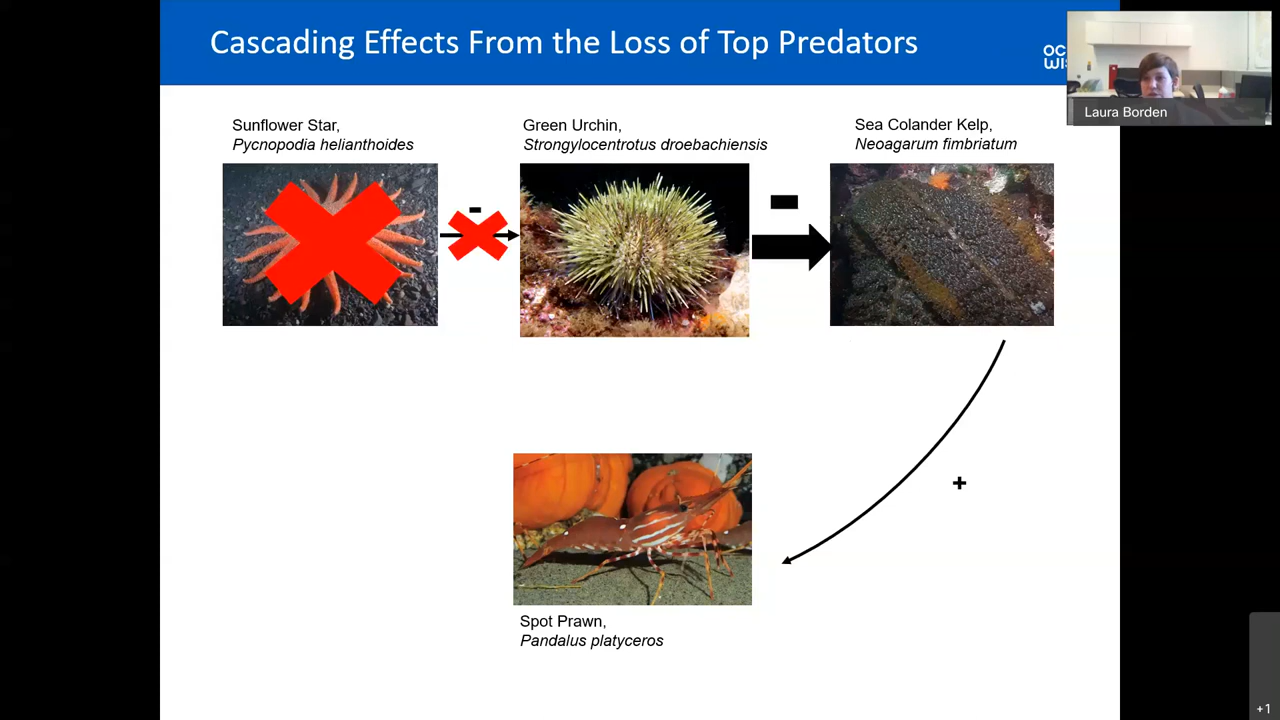 Cascading Effects From the Loss of Top Predators
Laura Borden
Sunflower Star,
Pycnopodia helianthoides
Green Urchin,
Strongylocentrotus droebachiensis
Sea Colander Kelp,
Neoagarum fimbriatum
-
-
+
Spot Prawn,
Pandalus platyceros
+1